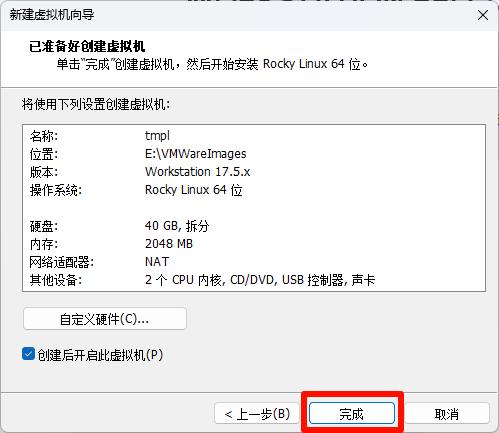 新建虚拟机向导
已准备好创建虚拟机
单击“完成”创建虚拟机，然后开始安装 Rocky Linux 64 位。
将使用下列设置创建虚拟机:
名称: tmpl
位置: E:\VMWareImages
版本: Workstation 17.5.x
操作系统: Rocky Linux 64 位
硬盘: 40 GB, 拆分
内存: 2048 MB
网络适配器: NAT
其他设备: 2 个 CPU 内核, CD/DVD, USB 控制器, 声卡
自定义硬件(C)...
创建后开启此虚拟机(P)
< 上一步(B) 完成 取消